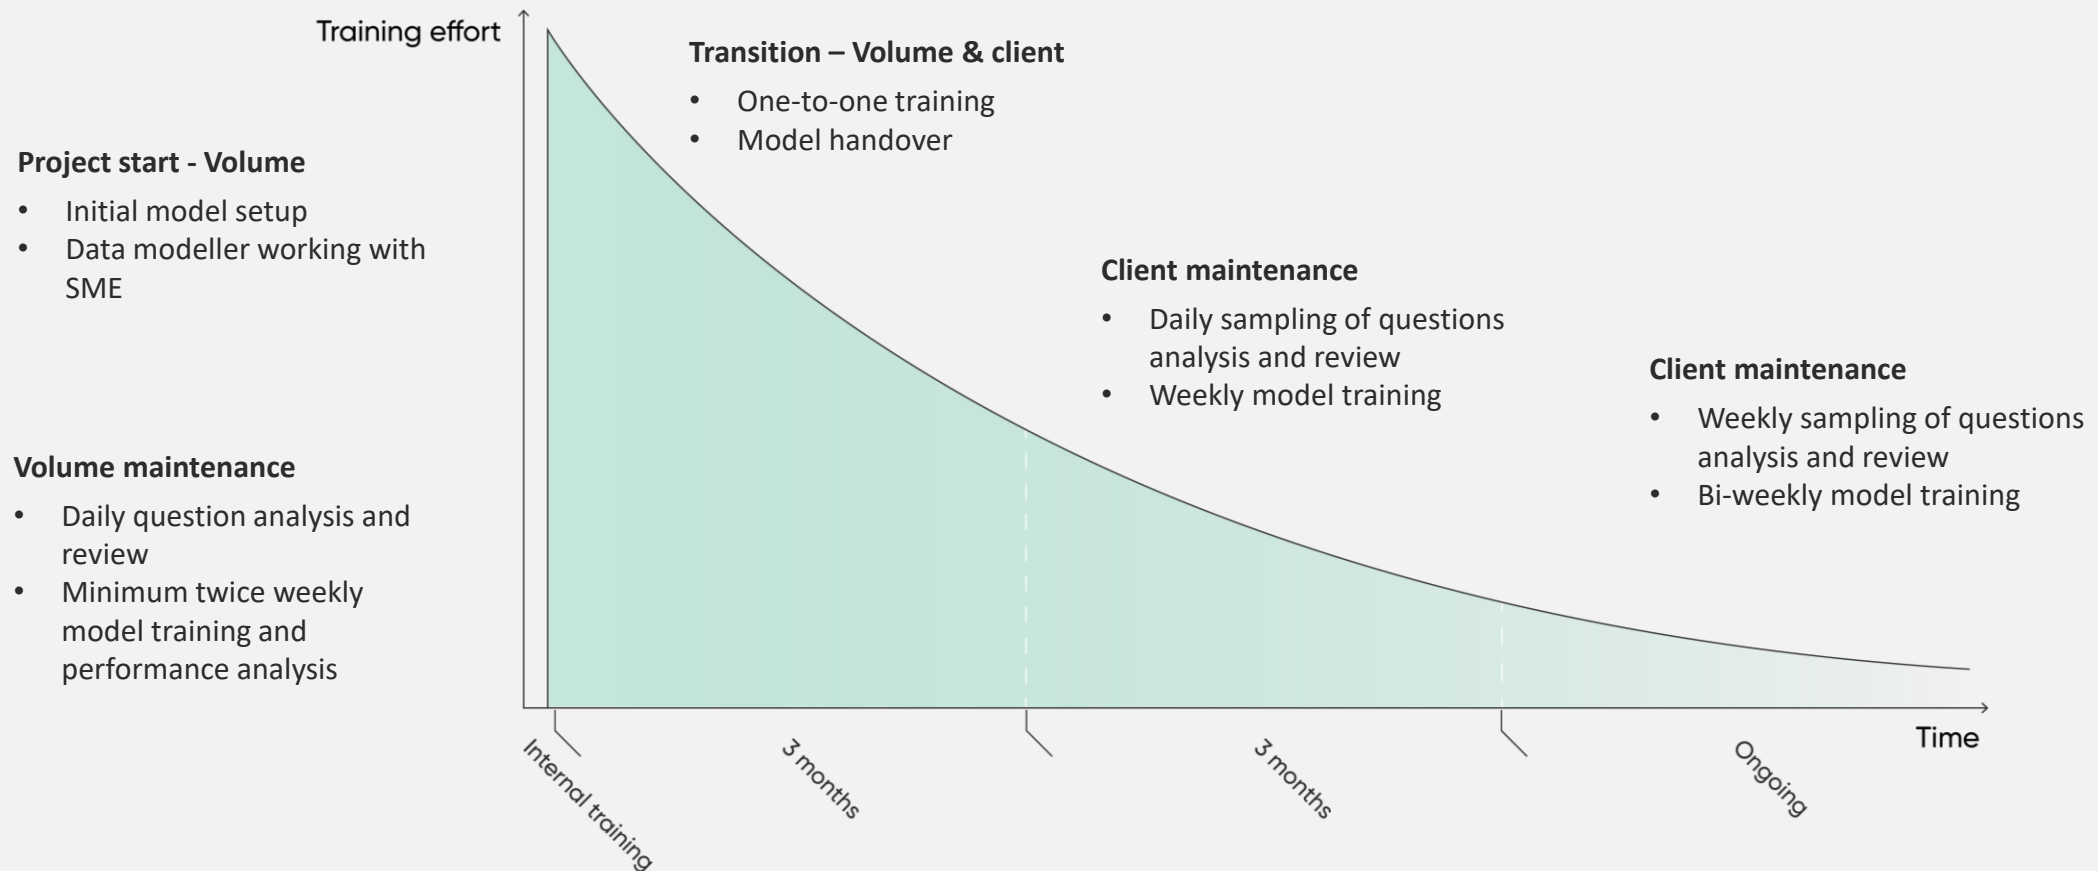 Training effort
Project start - Volume
• Initial model setup
• Data modeller working with
SME
Volume maintenance
• Daily question analysis and
review
• Minimum twice weekly
model training and
performance analysis
Transition – Volume & client
• One-to-one training
• Model handover
Client maintenance
• Daily sampling of questions
analysis and review
• Weekly model training
Client maintenance
• Weekly sampling of questions
analysis and review
• Bi-weekly model training
Time
Internal training
3 months
3 months
Ongoing